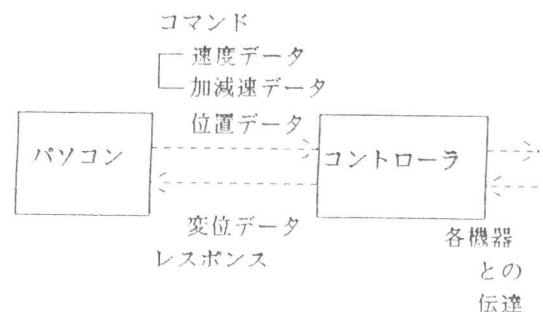 コマンド
速度データ
加減速データ
位置データ
パソコン
コントローラ
変位データ
レスポンス
各機器
との
伝達